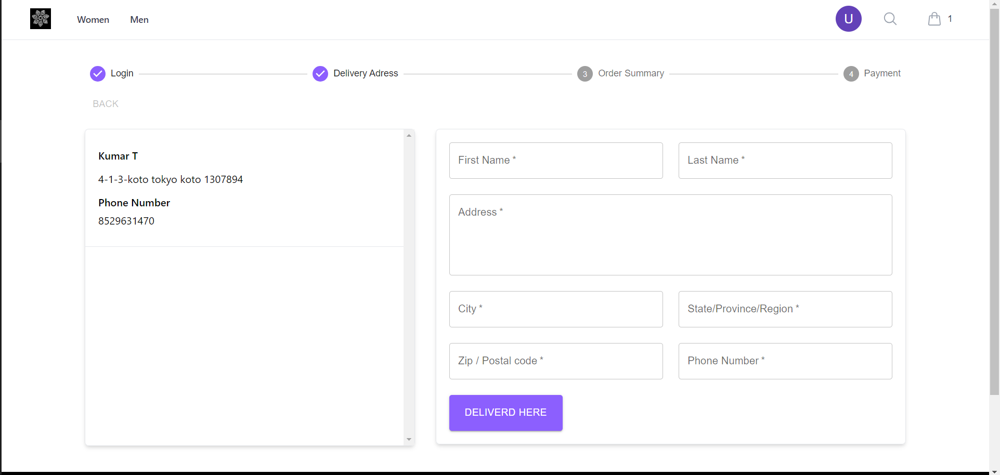 Women Men U 1
Login Delivery Adress 3 Order Summary 4 Payment
BACK
Kumar T
4-1-3-koto tokyo koto 1307894
Phone Number
8529631470
First Name * Last Name *
Address *
City * State/Province/Region *
Zip / Postal code * Phone Number *
DELIVERD HERE